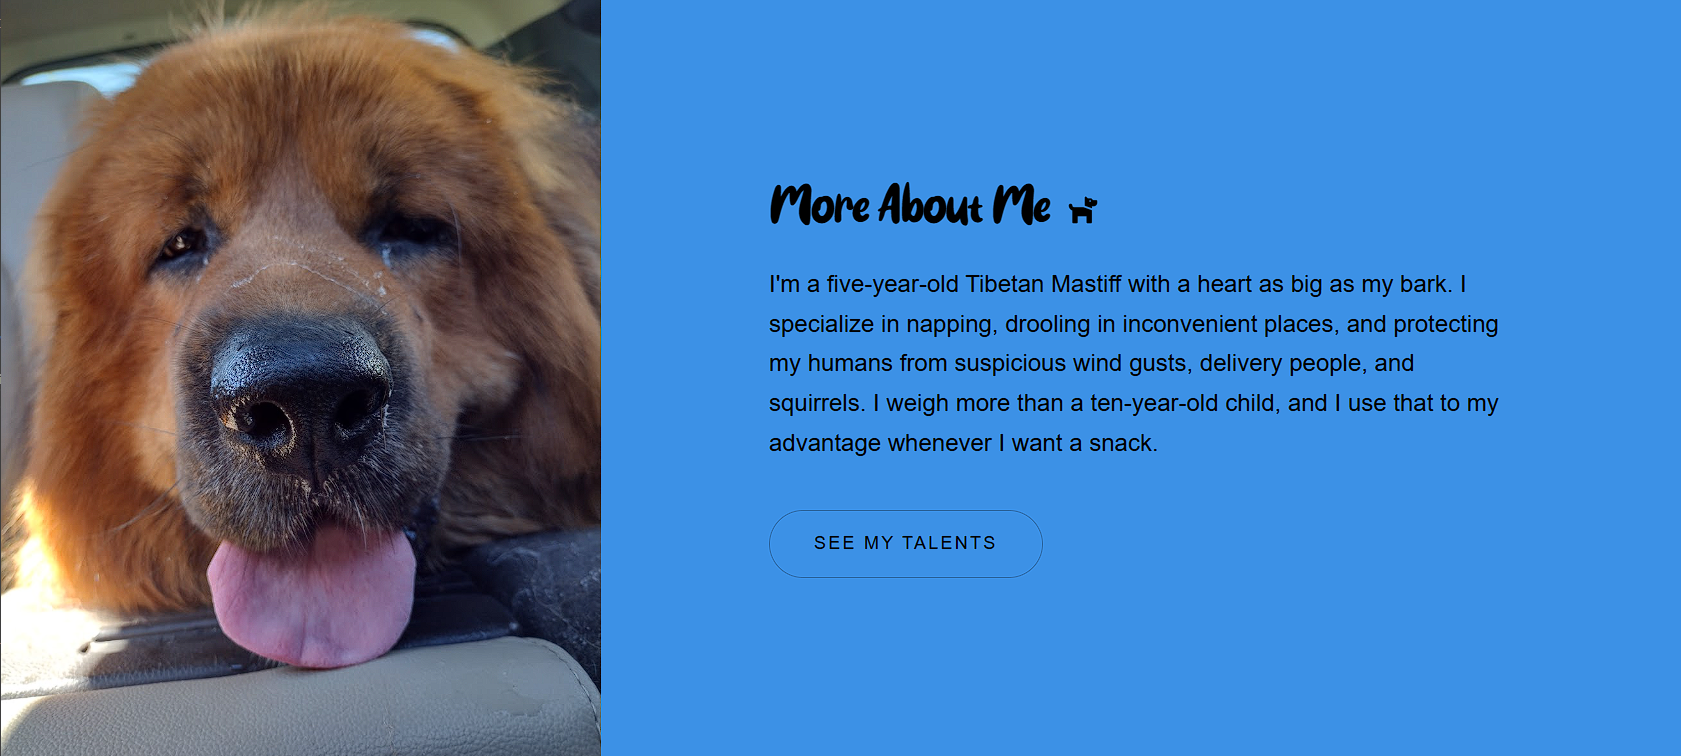 More About Me
I'm a five-year-old Tibetan Mastiff with a heart as big as my bark. I
specialize in napping, drooling in inconvenient places, and protecting
my humans from suspicious wind gusts, delivery people, and
squirrels. I weigh more than a ten-year-old child, and I use that to my
advantage whenever I want a snack.
SEE MY TALENTS